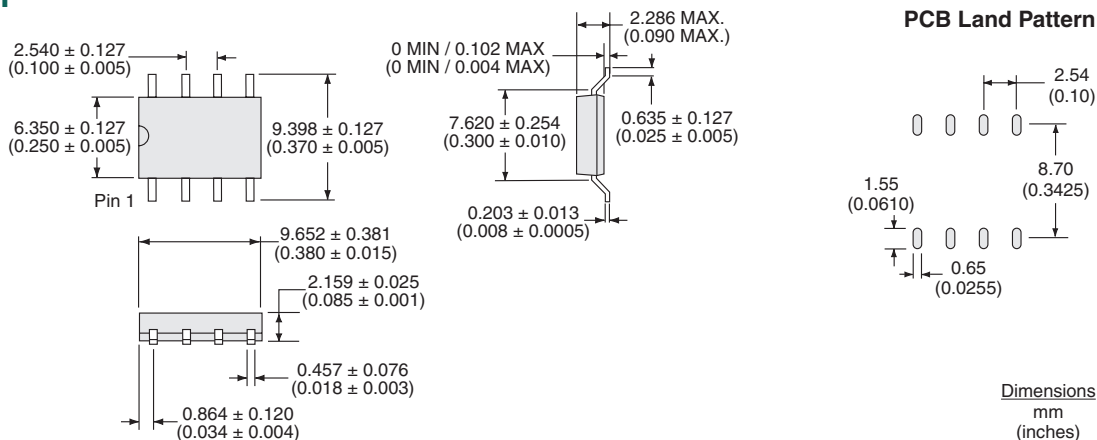 2.540 ± 0.127
(0.100 ± 0.005)
6.350 ± 0.127
(0.250 ± 0.005)
9.398 ± 0.127
(0.370 ± 0.005)
Pin 1
9.652 ± 0.381
(0.380 ± 0.015)
2.159 ± 0.025
(0.085 ± 0.001)
0.457 ± 0.076
(0.018 ± 0.003)
0.864 ± 0.120
(0.034 ± 0.004)
2.286 MAX.
(0.090 MAX.)
0 MIN / 0.102 MAX
(0 MIN / 0.004 MAX)
7.620 ± 0.254
(0.300 ± 0.010)
0.635 ± 0.127
(0.025 ± 0.005)
0.203 ± 0.013
(0.008 ± 0.0005)
PCB Land Pattern
2.54
(0.10)
8.70
(0.3425)
1.55
(0.0610)
0.65
(0.0255)
Dimensions
mm
(inches)